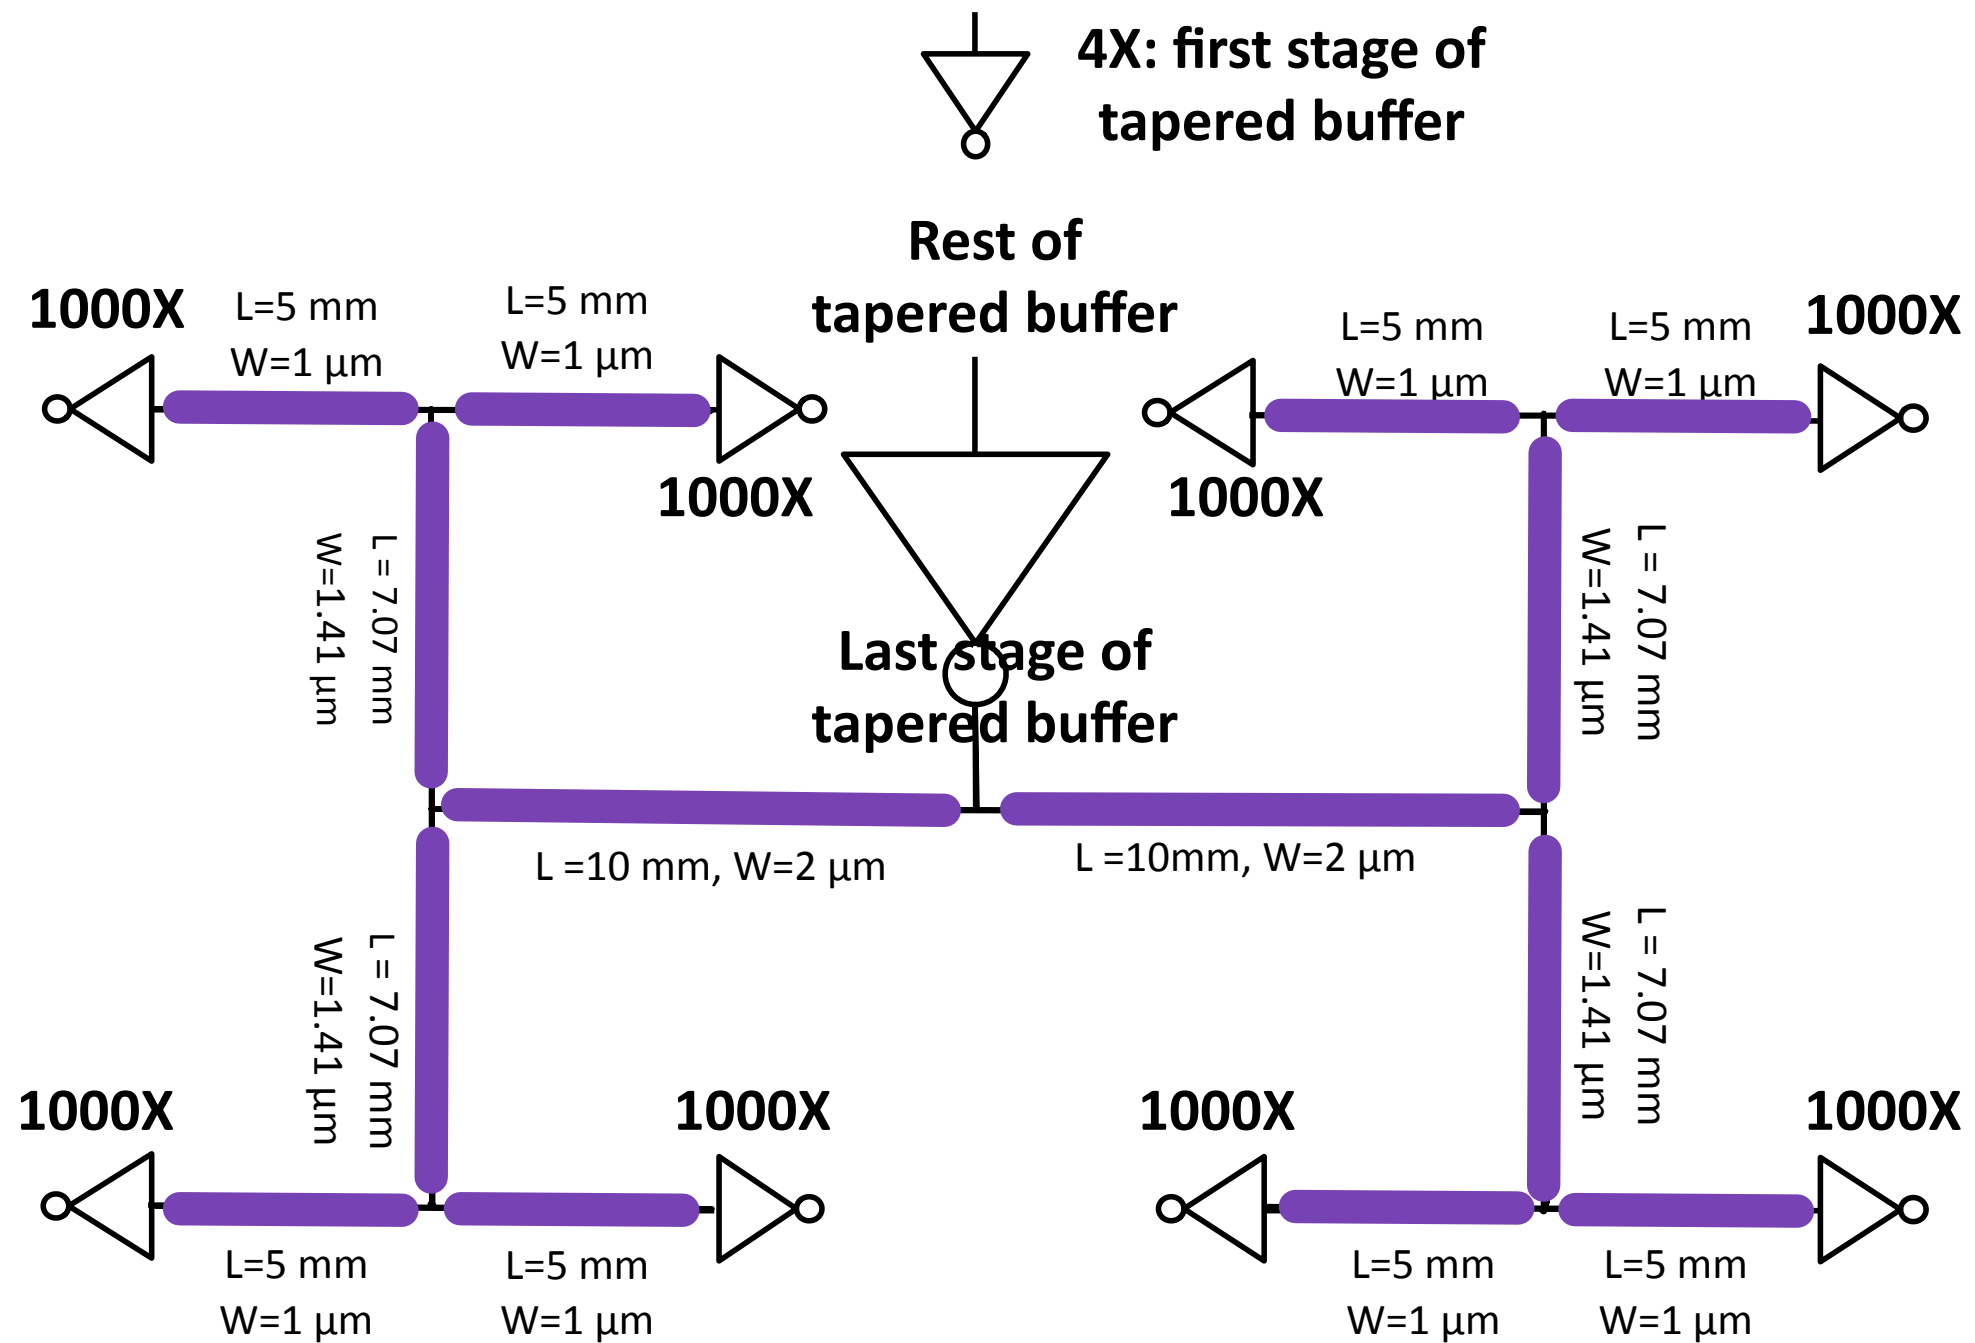 4X: first stage of
tapered buffer
Rest of
tapered buffer
1000X
L=5 mm
W=1 µm
L=5 mm
W=1 µm
1000X
L=5 mm
W=1 µm
L=5 mm
W=1 µm
1000X
1000X
L = 7.07 mm
W=1.41 µm
Last stage of
tapered buffer
L = 7.07 mm
W=1.41 µm
L =10 mm, W=2 µm
L =10mm, W=2 µm
L = 7.07 mm
W=1.41 µm
L = 7.07 mm
W=1.41 µm
1000X
1000X
1000X
1000X
L=5 mm
W=1 µm
L=5 mm
W=1 µm
L=5 mm
W=1 µm
L=5 mm
W=1 µm